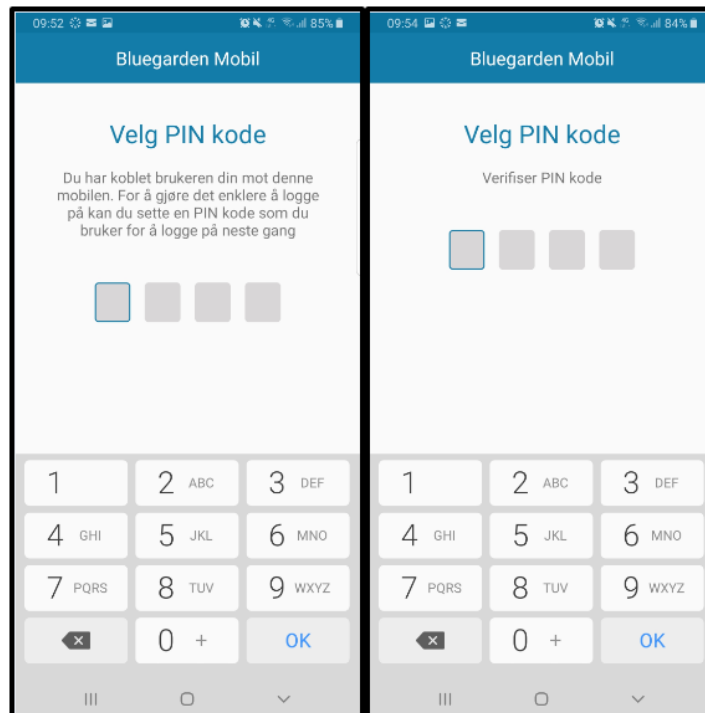 09:52 85%
Bluegarden Mobil
Velg PIN kode
Du har koblet brukeren din mot denne
mobilen. For å gjøre det enklere å logge
på kan du sette en PIN kode som du
bruker for å logge på neste gang
1 2 ABC 3 DEF
4 GHI 5 JKL 6 MNO
7 PQRS 8 TUV 9 WXYZ
0 + OK
09:54 84%
Bluegarden Mobil
Velg PIN kode
Verifiser PIN kode
1 2 ABC 3 DEF
4 GHI 5 JKL 6 MNO
7 PQRS 8 TUV 9 WXYZ
0 + OK